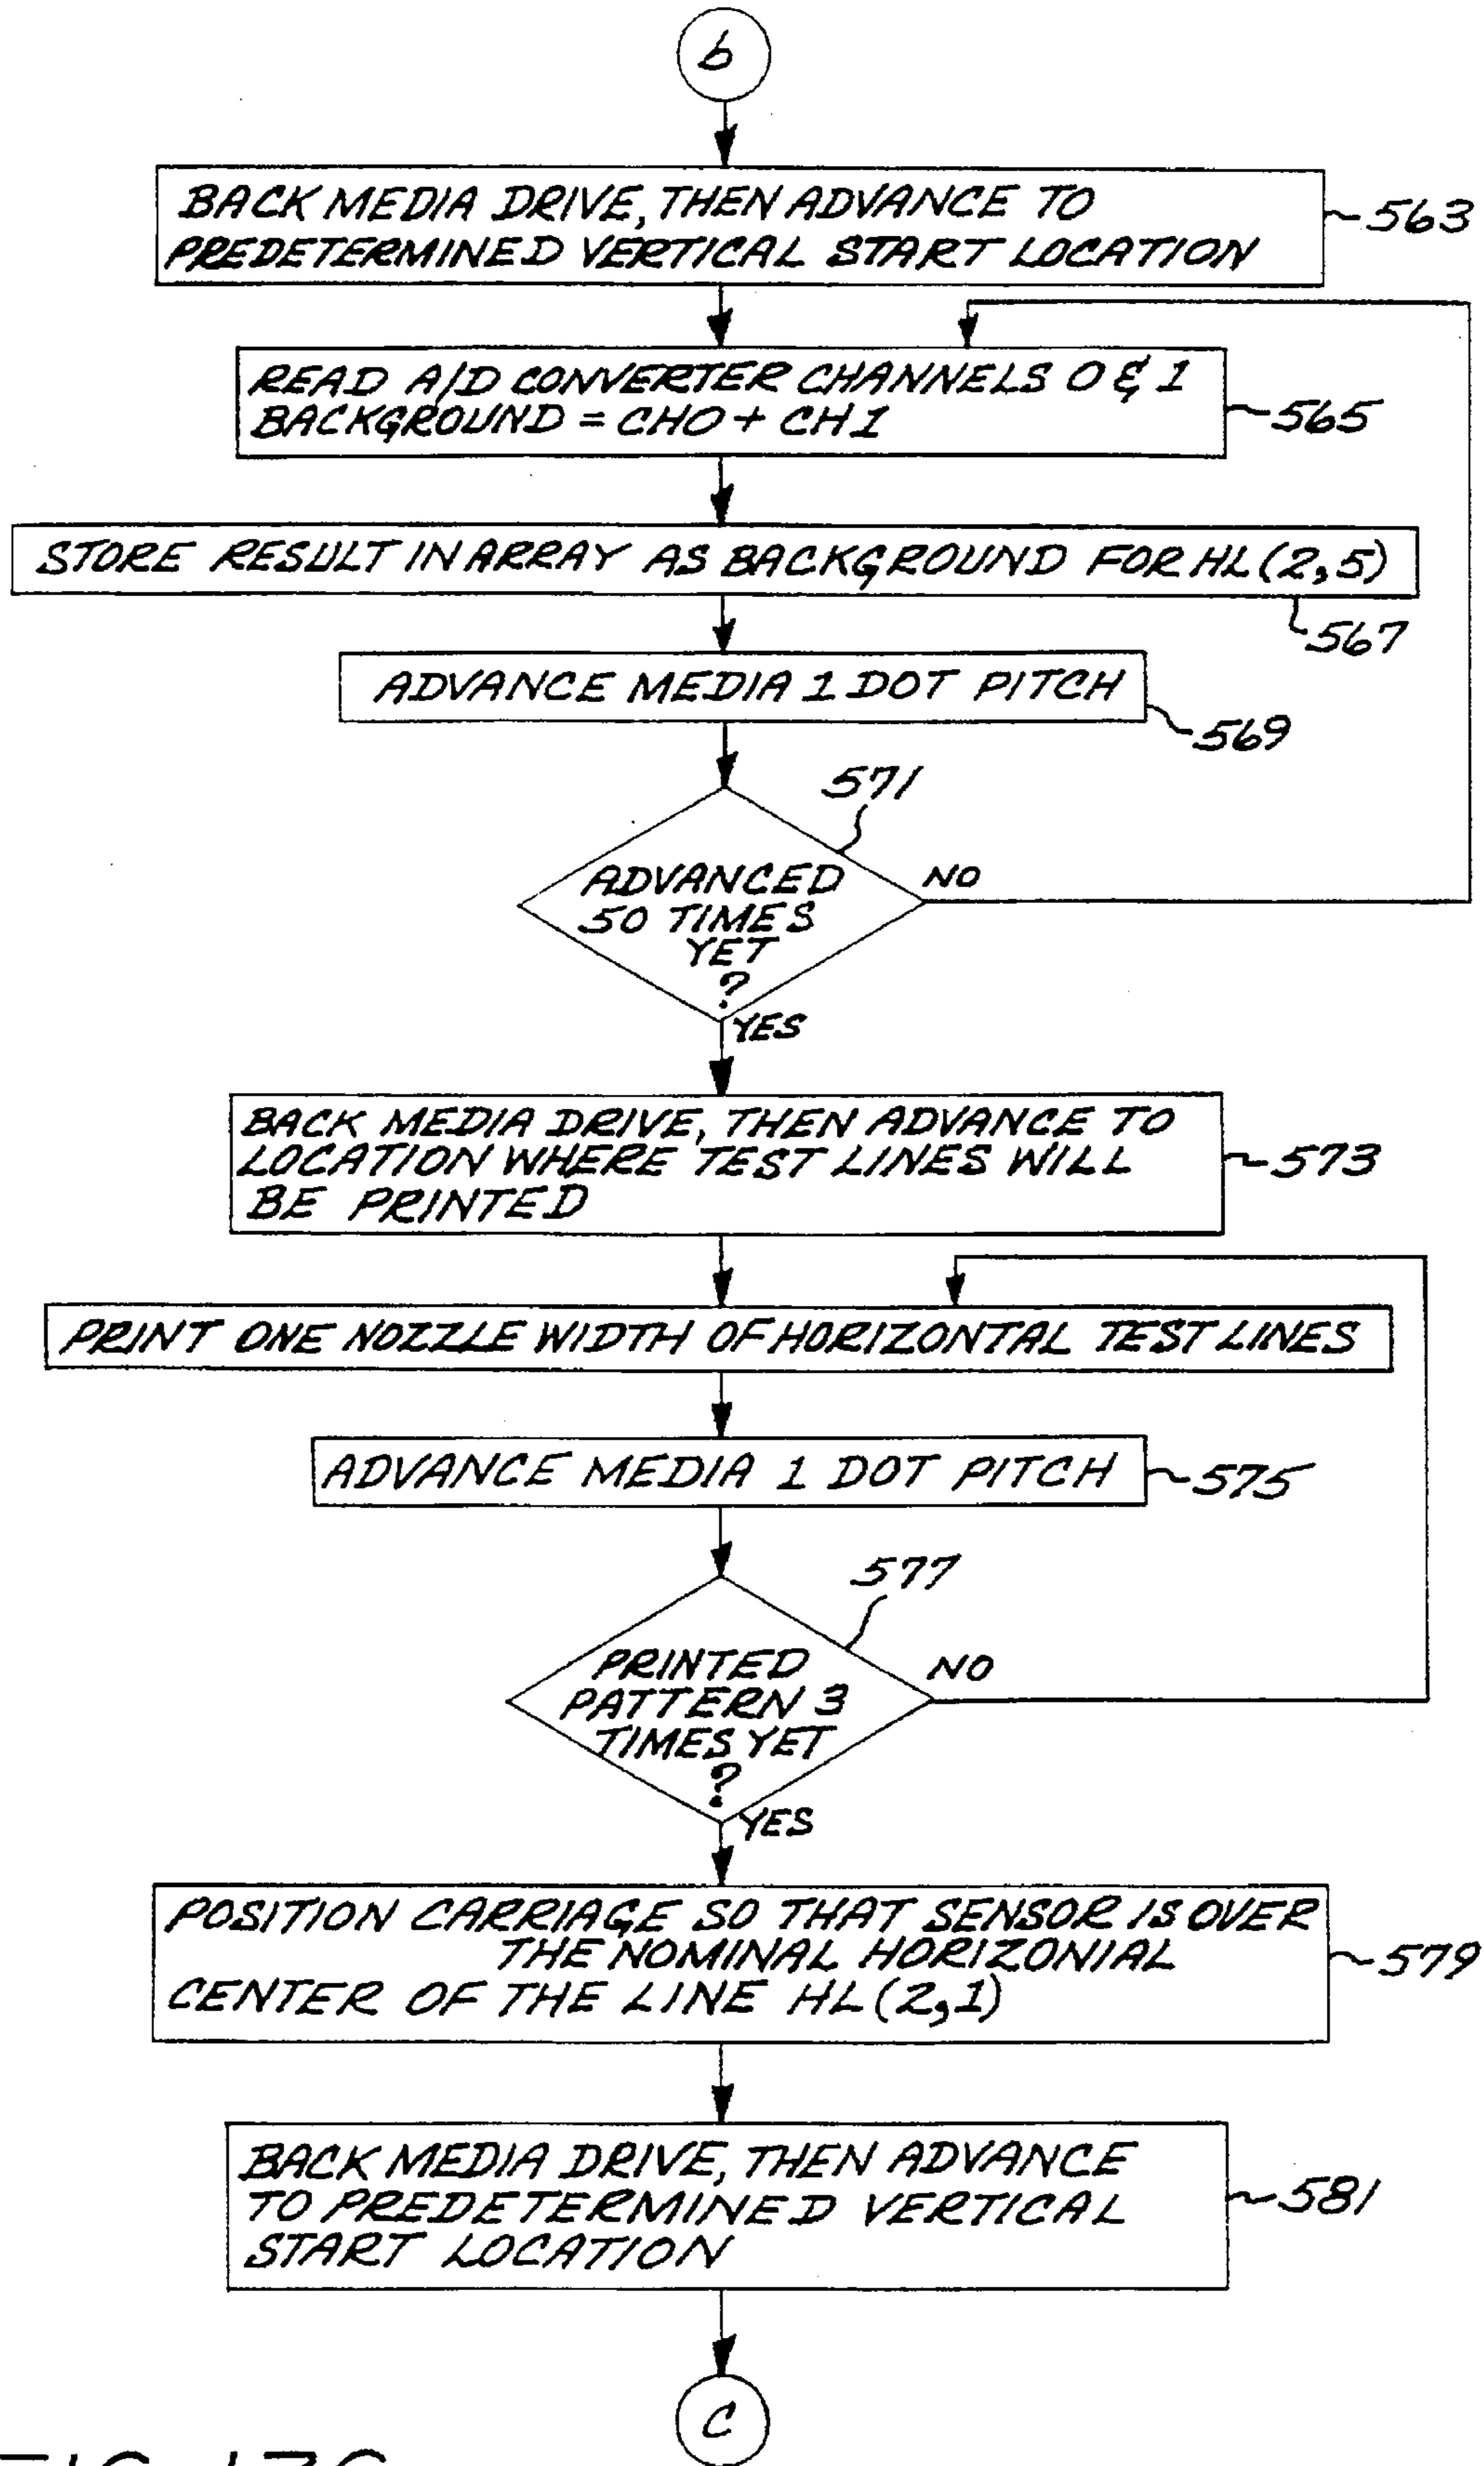 b
BACK MEDIA DRIVE, THEN ADVANCE TO
PREDETERMINED VERTICAL START LOCATION
563
READ A/D CONVERTER CHANNELS 0 & 1
BACKGROUND = CH0 + CH1
565
STORE RESULT IN ARRAY AS BACKGROUND FOR HL(2,5)
567
ADVANCE MEDIA 1 DOT PITCH
569
571
ADVANCED
50 TIMES
YET
?
NO
YES
BACK MEDIA DRIVE, THEN ADVANCE TO
LOCATION WHERE TEST LINES WILL
BE PRINTED
573
PRINT ONE NOZZLE WIDTH OF HORIZONTAL TEST LINES
ADVANCE MEDIA 1 DOT PITCH
575
577
PRINTED
PATTERN 3
TIMES YET
?
NO
YES
POSITION CARRIAGE SO THAT SENSOR IS OVER
THE NOMINAL HORIZONIAL
CENTER OF THE LINE HL(2,1)
579
BACK MEDIA DRIVE, THEN ADVANCE
TO PREDETERMINED VERTICAL
START LOCATION
581
C